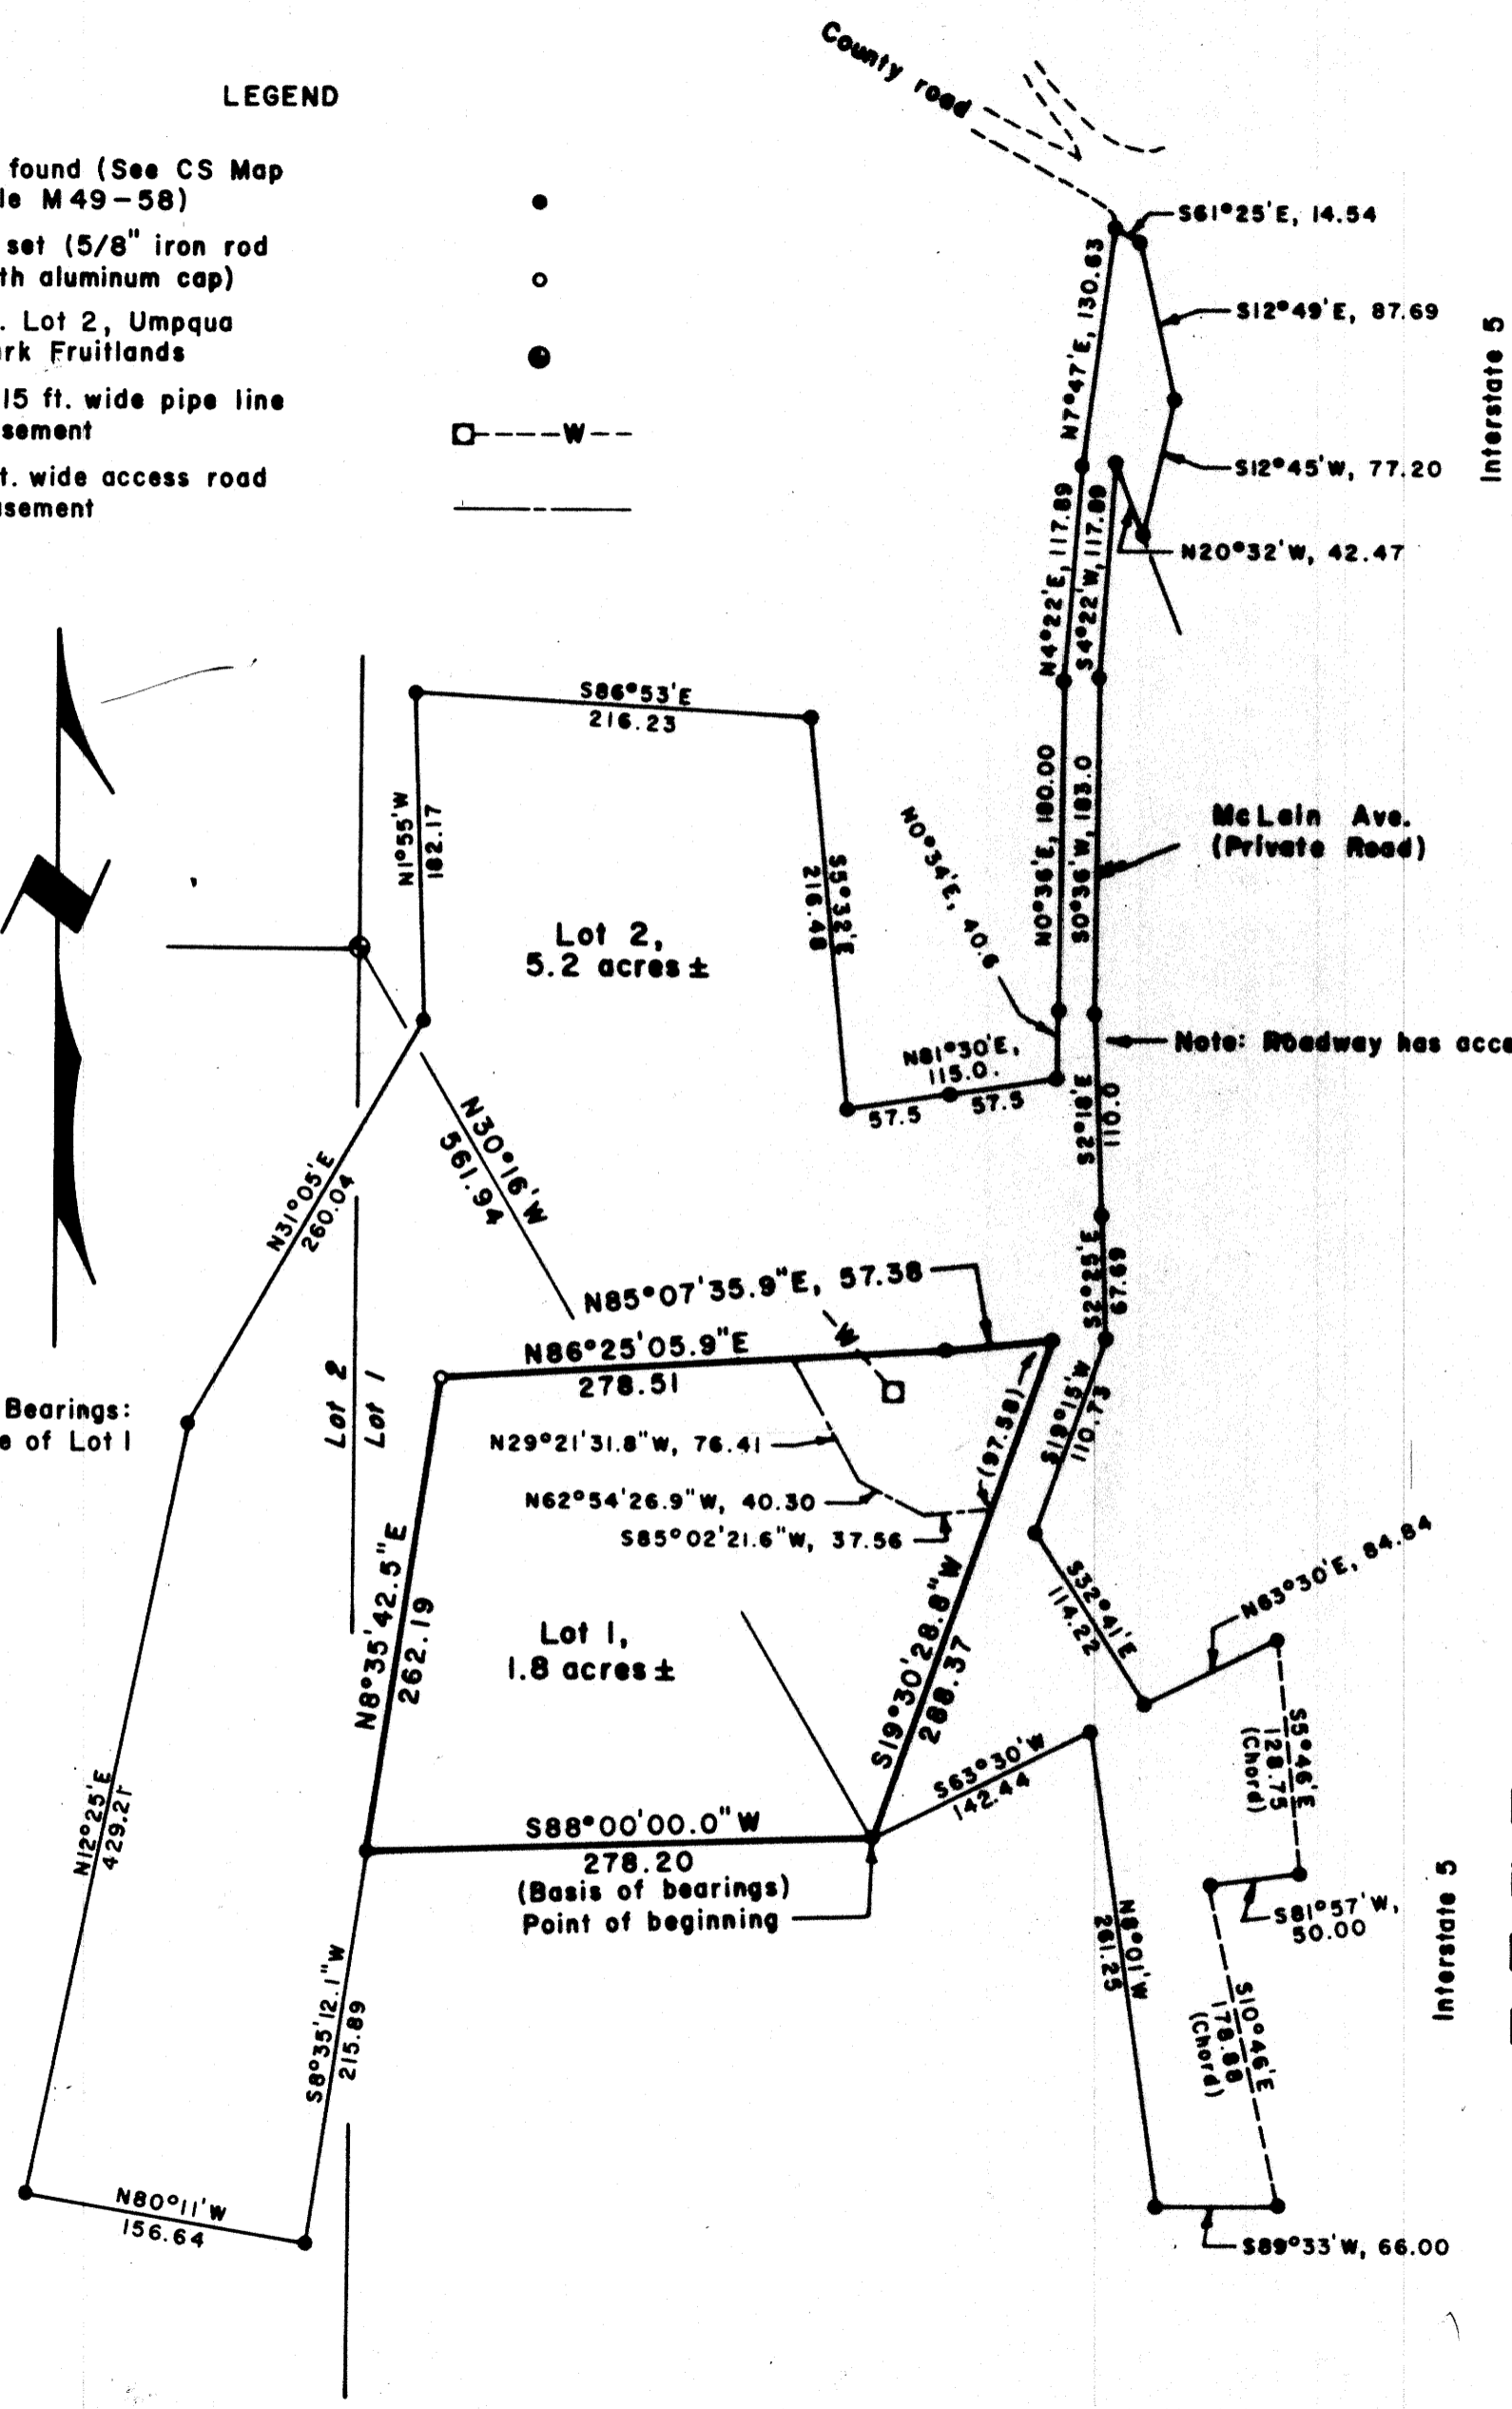 LEGEND
found (See CS Map
le M49-58)
set (5/8" iron rod
th aluminum cap)
. Lot 2, Umpqua
rk Fruitlands
15 ft. wide pipe line
sement
W
t. wide access road
sement
County road
S61°25'E, 14.54
N7°47'E, 130.63
S12°49'E, 87.69
Interstate 5
S12°45'W, 77.20
N20°32'W, 42.47
N4°22'E, 117.89
S4°22'W, 117.89
S86°53'E
216.23
N1°55'W
182.17
S5°32'E
216.48
Lot 2,
5.2 acres ±
N0°34'E, 40.6
N0°36'E, 180.00
S0°36'W, 183.0
McLain Ave.
(Private Road)
Note: Roadway has acce
N81°30'E,
115.0.
57.5
57.5
S2°18'E
110.0
N30°16'W
561.94
N31°05'E
260.04
S2°25'E
67.69
N85°07'35.9"E, 57.38
W
N86°25'05.9"E
278.51
Lot 2
Lot 1
Bearings:
e of Lot 1
N29°21'31.8"W, 76.41
(97.58)
S19°15'W
110.73
N62°54'26.9"W, 40.30
S85°02'21.6"W, 37.56
N8°35'42.5"E
262.19
Lot 1,
1.8 acres ±
S19°30'28.8"W
288.37
S32°41'E
114.22
N63°30'E, 84.84
S63°30'W
142.44
S5°46'E
128.75
(Chord)
N12°25'E
429.21
S88°00'00.0"W
278.20
(Basis of bearings)
Point of beginning
S81°57'W,
50.00
Interstate 5
N8°01'W
261.25
S10°46'E
178.88
(Chord)
S8°35'12.1"W
215.89
N80°11'W
156.64
S89°33'W, 66.00